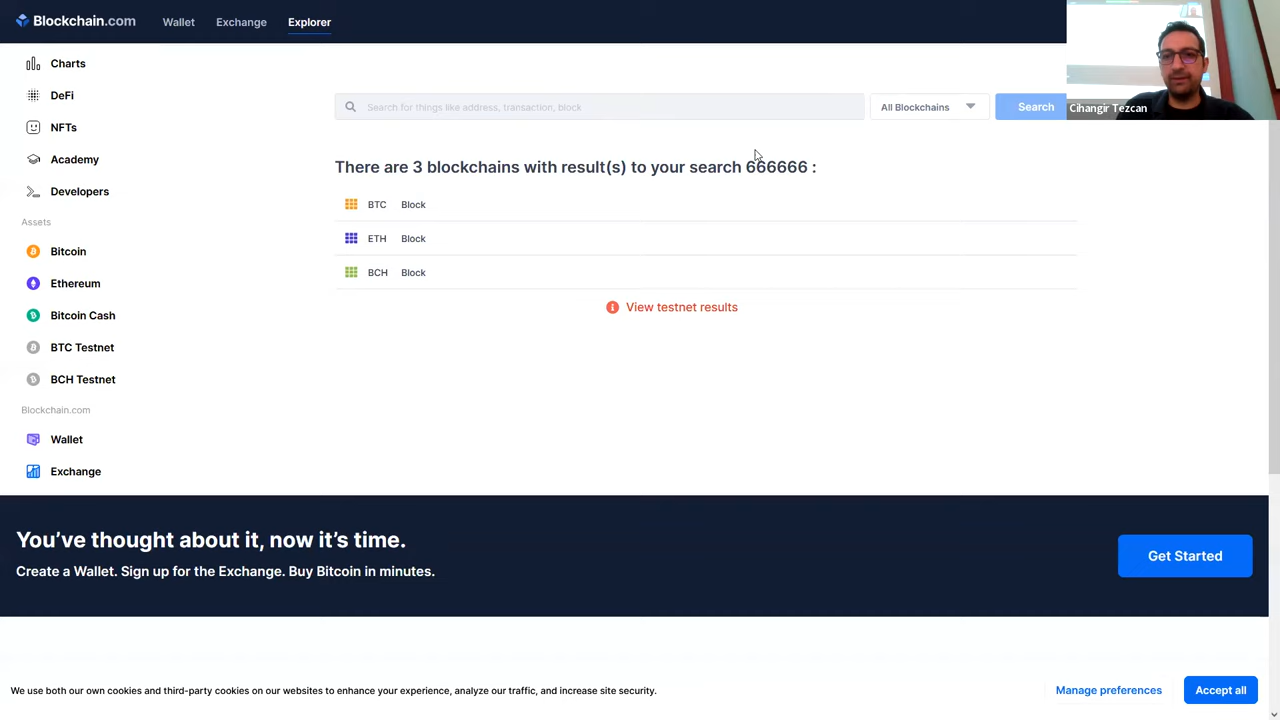 Blockchain.com
Wallet
Exchange
Explorer
Charts
DeFi
NFTs
Academy
Developers
Assets
Bitcoin
Ethereum
Bitcoin Cash
BTC Testnet
BCH Testnet
Blockchain.com
Wallet
Exchange
Search for things like address, transaction, block
All Blockchains
Search
Cihangir Tezcan
There are 3 blockchains with result(s) to your search 666666 :
BTC Block
ETH Block
BCH Block
View testnet results
You've thought about it, now it's time.
Create a Wallet. Sign up for the Exchange. Buy Bitcoin in minutes.
Get Started
We use both our own cookies and third-party cookies on our websites to enhance your experience, analyze our traffic, and increase site security.
Manage preferences
Accept all